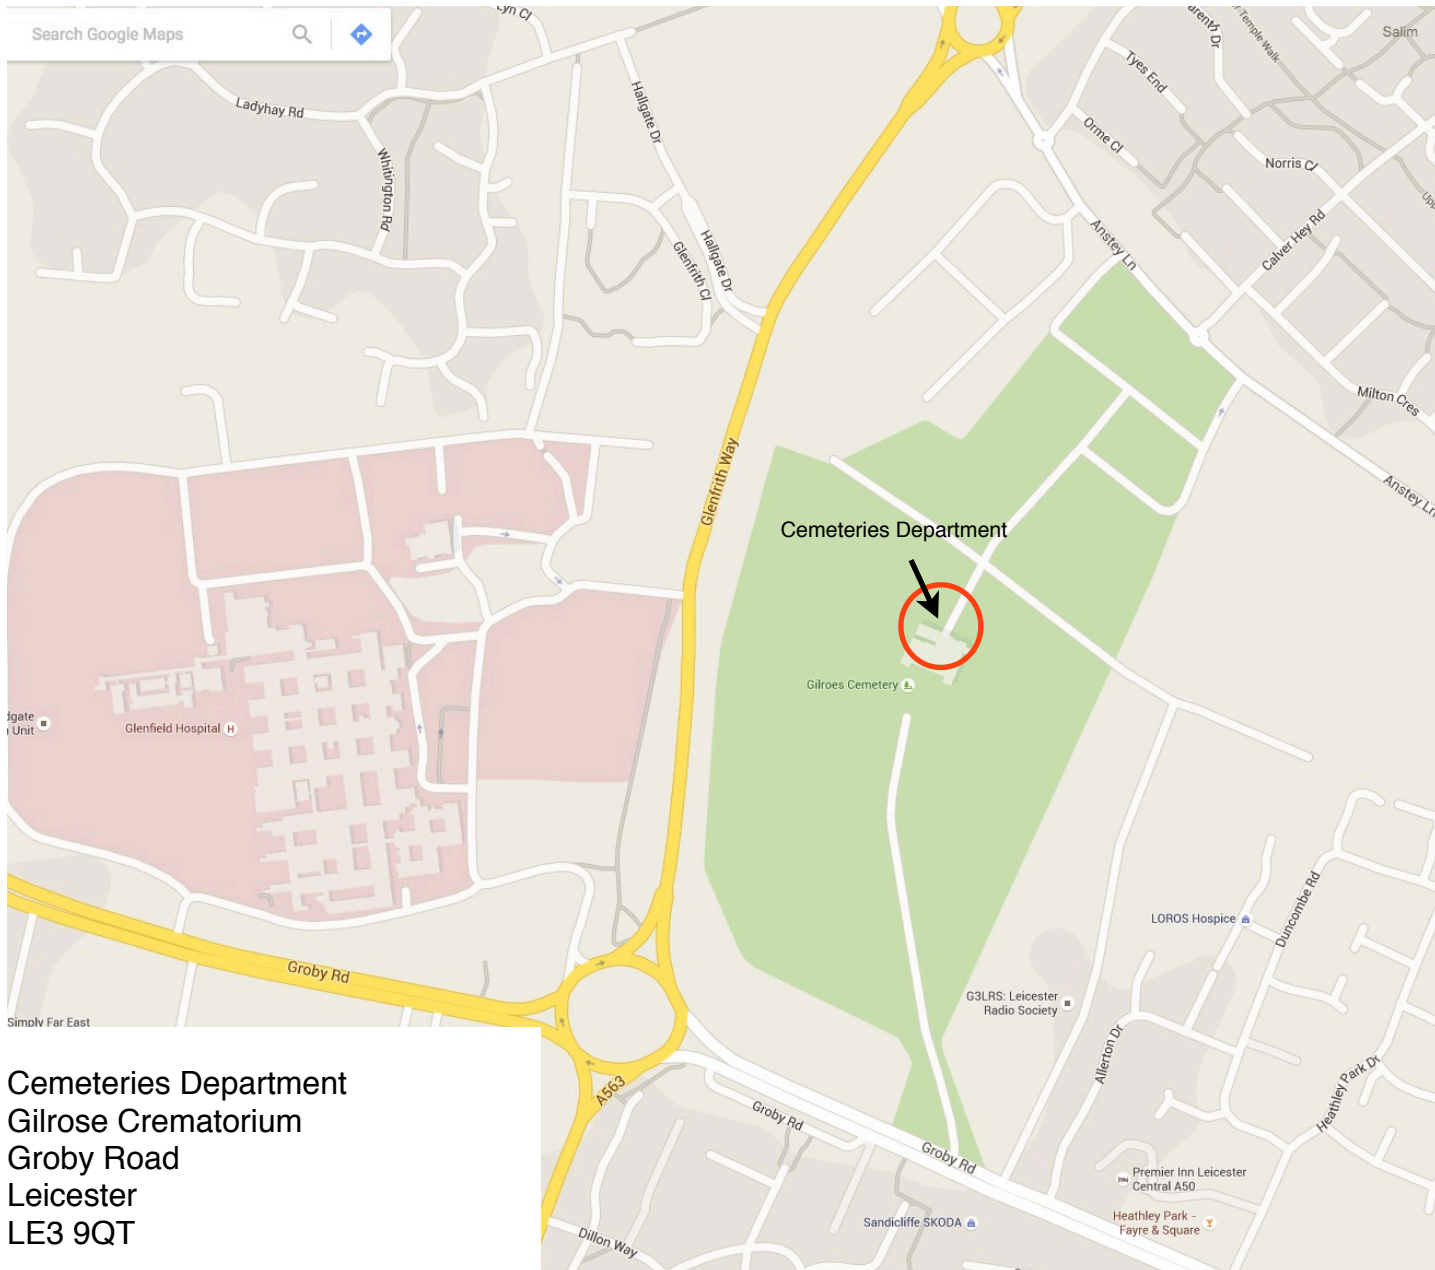 Search Google Maps
Ladyhay Rd
Whitington Rd
Hallgate Dr
Hallgate Dr
Glenfrith Cl
Glenfrith Way
Tyes End
Orme Cl
Temple Walk
Salim
Norris Cl
Calver Hey Rd
Anstey Ln
Milton Cres
Anstey Ln
Cemeteries Department
Gilroes Cemetery
Glenfield Hospital H
Unit
Groby Rd
Simply Far East
A563
Groby Rd
Groby Rd
LOROS Hospice
Duncombe Rd
G3LRS: Leicester
Radio Society
Allerton Dr
Heathley Park Dr
Premier Inn Leicester
Central A50
Heathley Park -
Fayre & Square
Sandicliffe SKODA
Dillon Way
Cemeteries Department
Gilrose Crematorium
Groby Road
Leicester
LE3 9QT